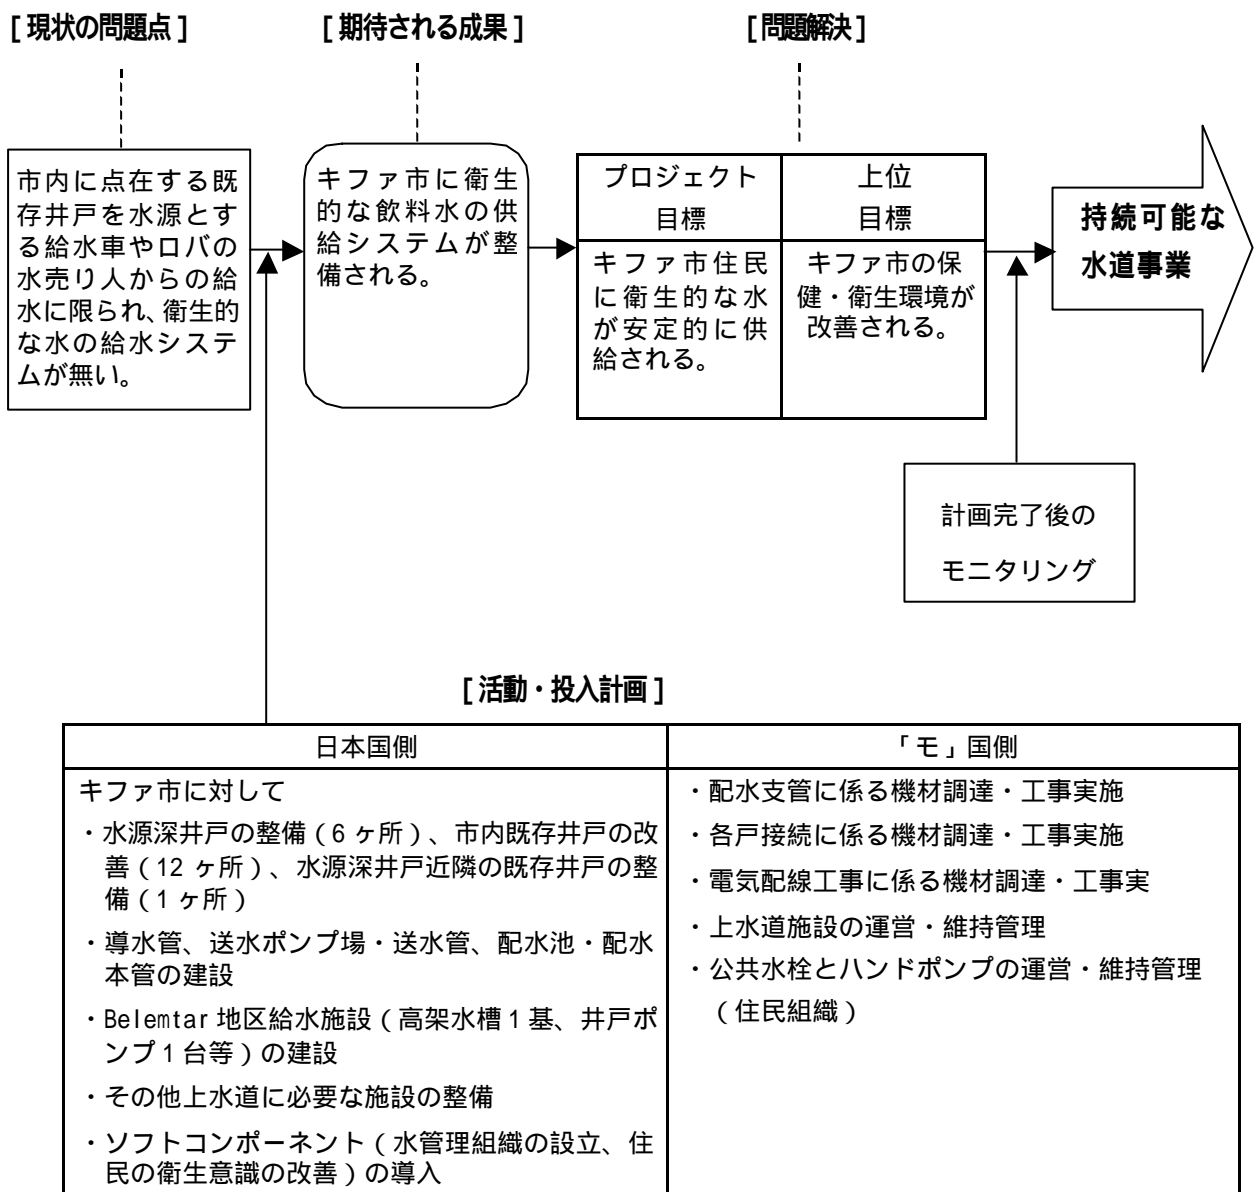 [ 現状の問題点 ]
[ 期待される成果 ]
[ 問題解決 ]
市内に点在する既
存井戸を水源とす
る給水車やロバの
水売り人からの給
水に限られ、衛生的
な水の給水システ
ムが無い。
キファ市に衛生
的な飲料水の供
給システムが整
備される。
プロジェクト
目標
上位
目標
キファ市住民
に衛生的な水
が安定的に供
給される。
キファ市の保
健・衛生環境が
改善される。
持続可能な
水道事業
計画完了後の
モニタリング
[ 活動・投入計画 ]
日本国側
「モ」国側
キファ市に対して
・水源深井戸の整備(6 ヶ所)、市内既存井戸の改
善(12 ヶ所)、水源深井戸近隣の既存井戸の整
備(1 ヶ所)
・導水管、送水ポンプ場・送水管、配水池・配水
本管の建設
・Belemtar 地区給水施設(高架水槽 1 基、井戸ポ
ンプ 1 台等)の建設
・その他上水道に必要な施設の整備
・ソフトコンポーネント(水管理組織の設立、住
民の衛生意識の改善)の導入
・配水支管に係る機材調達・工事実施
・各戸接続に係る機材調達・工事実施
・電気配線工事に係る機材調達・工事実
・上水道施設の運営・維持管理
・公共水栓とハンドポンプの運営・維持管理
(住民組織)